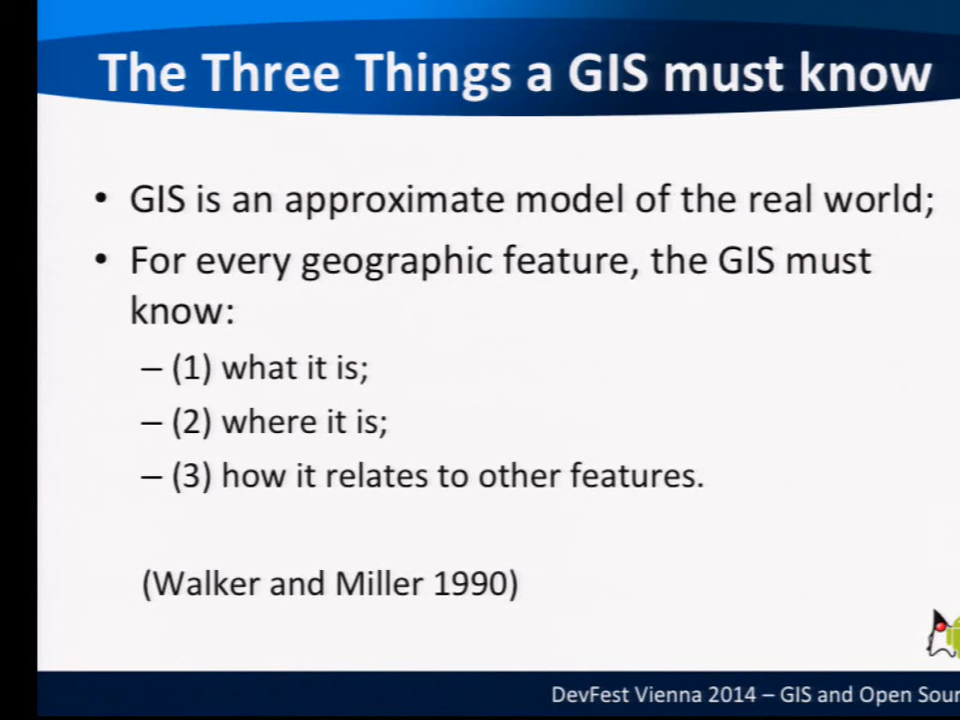 The Three Things a GIS must know
• GIS is an approximate model of the real world;
• For every geographic feature, the GIS must
know:
– (1) what it is;
– (2) where it is;
– (3) how it relates to other features.
(Walker and Miller 1990)
DevFest Vienna 2014 – GIS and Open Sour